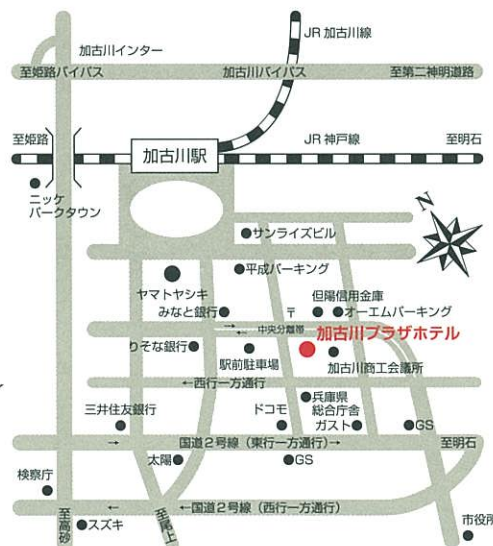 JR 加古川線
加古川インター
至姫路バイパス
加古川バイパス
至第二神明道路
至姫路
加古川駅
JR 神戸線
至明石
ニッケ
パークタウン
N
サンライズビル
平成パーキング
ヤマトヤシキ
みなと銀行
〒
但陽信用金庫
オーエムパーキング
→
← 中央分離帯
加古川プラザホテル
りそな銀行
駅前駐車場
加古川商工会議所
←西行一方通行
三井住友銀行
ドコモ
兵庫県
総合庁舎
ガスト
GS
→ 国道2号線（東行一方通行）→
至明石
太陽
GS
検察庁
← ←国道2号線（西行一方通行）
至高砂
スズキ
至尾上
市役所